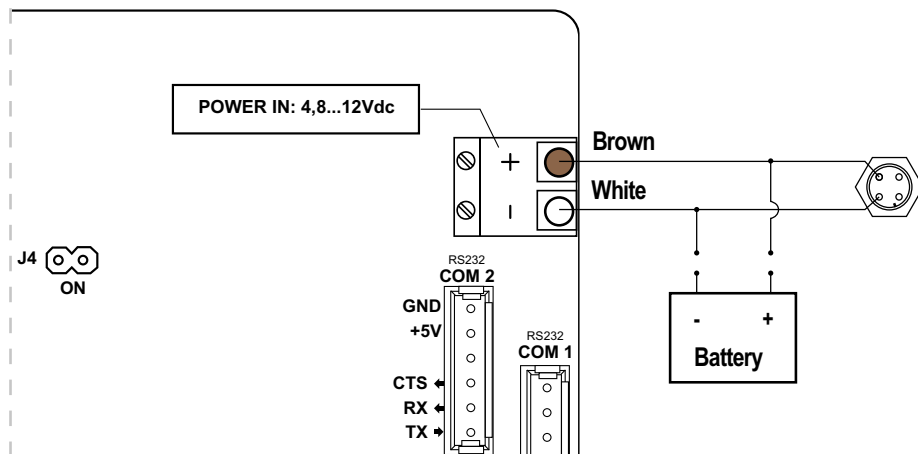 POWER IN: 4,8...12Vdc
Brown
+
White
-
J4
ON
RS232
COM 2
GND
+5V
CTS
RX
TX
RS232
COM 1
- +
Battery